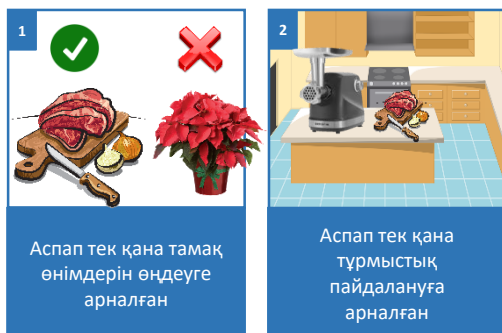 1
Аспап тек қана тамақ
өнімдерін өңдеуге
арналған
2
Аспап тек қана
тұрмыстық
пайдалануға
арналған